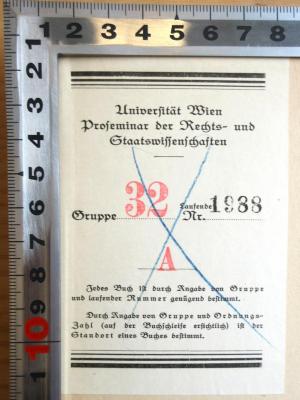 1 2 3 4 5 6 7 8
Universität Wien
Proseminar der Rechts- und
Staatswissenschaften
Gruppe 32 Laufende Nr. 1988
A
Jedes Buch ist durch Angabe von Gruppe
und laufender Nummer genügend bestimmt.
Durch Angabe von Gruppe und Ordnungs-
Zahl (auf der Buchschleife ersichtlich) ist der
Standort eines Buches bestimmt.
1
2
3
4
5
6
7
8
9
10
11